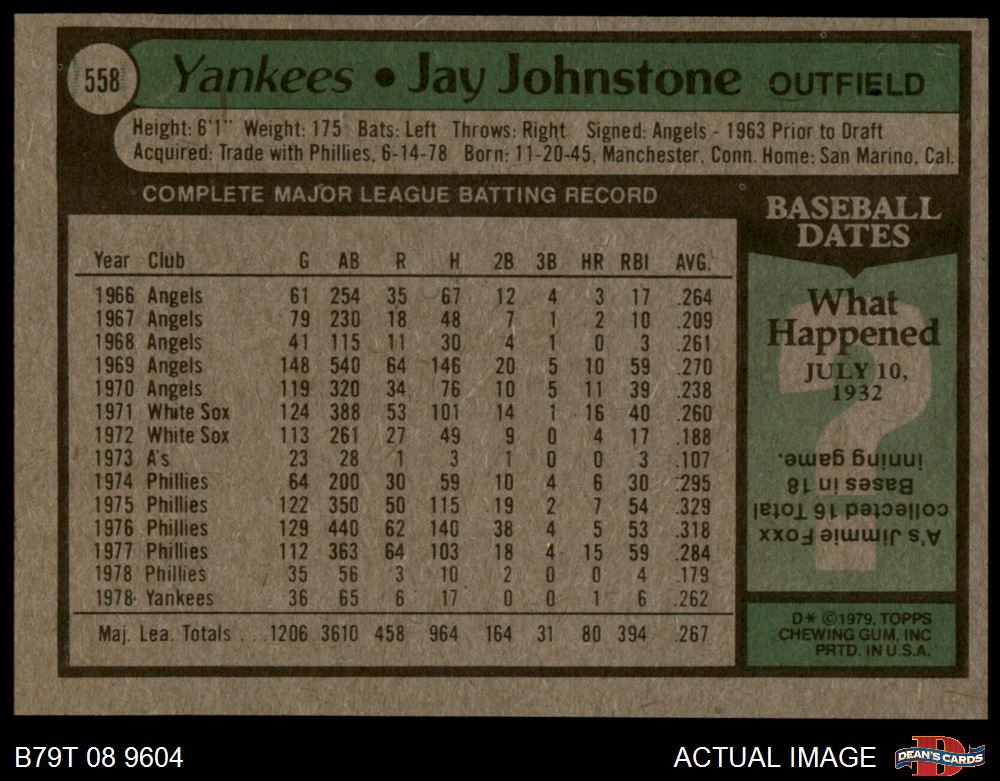 558
Yankees • Jay Johnstone OUTFIELD
Height: 6'1" Weight: 175 Bats: Left Throws: Right Signed: Angels - 1963 Prior to Draft
Acquired: Trade with Phillies, 6-14-78 Born: 11-20-45, Manchester, Conn. Home: San Marino, Cal.
COMPLETE MAJOR LEAGUE BATTING RECORD
Year Club G AB R H 2B 3B HR RBI AVG.
1966 Angels 61 254 35 67 12 4 3 17 .264
1967 Angels 79 230 18 48 7 1 2 10 .209
1968 Angels 41 115 11 30 4 1 0 3 .261
1969 Angels 148 540 64 146 20 5 10 59 .270
1970 Angels 119 320 34 76 10 5 11 39 .238
1971 White Sox 124 388 53 101 14 1 16 40 .260
1972 White Sox 113 261 27 49 9 0 4 17 .188
1973 A's 23 28 1 3 1 0 0 3 .107
1974 Phillies 64 200 30 59 10 4 6 30 .295
1975 Phillies 122 350 50 115 19 2 7 54 .329
1976 Phillies 129 440 62 140 38 4 5 53 .318
1977 Phillies 112 363 64 103 18 4 15 59 .284
1978 Phillies 35 56 3 10 2 0 0 4 .179
1978 Yankees 36 65 6 17 0 0 1 6 .262
Maj. Lea. Totals . . . 1206 3610 458 964 164 31 80 394 .267
BASEBALL
DATES
What
Happened
JULY 10,
1932
A's Jimmie Foxx
collected 16 Total
Bases in 18
inning game.
D* ©1979, TOPPS
CHEWING GUM, INC
PRTD. IN U.S.A.
B79T 08 9604
ACTUAL IMAGE
D
DEAN'S CARDS